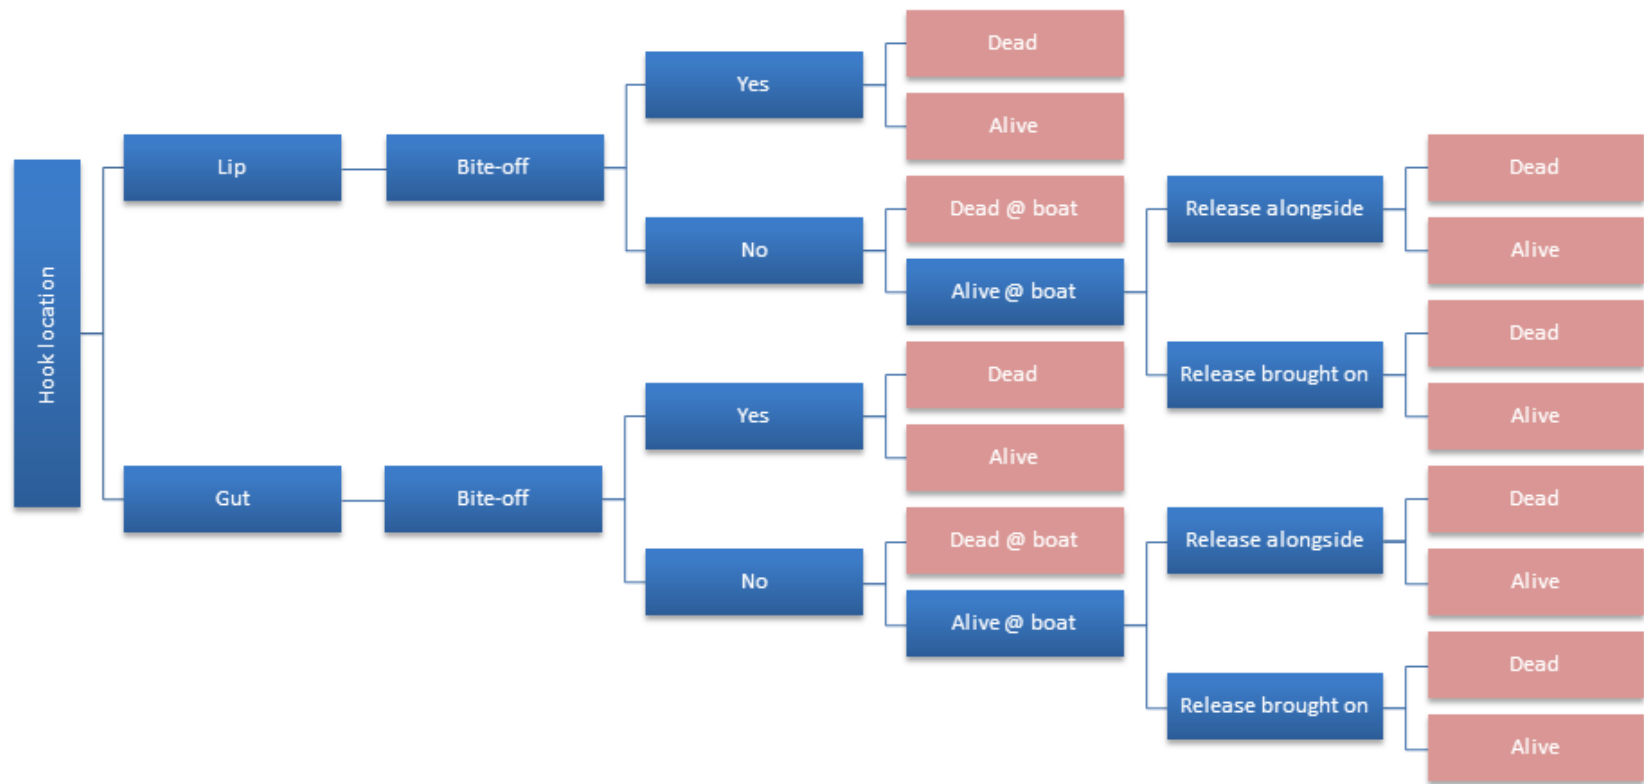 Hook location
Lip
Bite-off
Yes
Dead
Alive
No
Dead @ boat
Alive @ boat
Release alongside
Dead
Alive
Release brought on
Dead
Alive
Gut
Bite-off
Yes
Dead
Alive
No
Dead @ boat
Alive @ boat
Release alongside
Dead
Alive
Release brought on
Dead
Alive